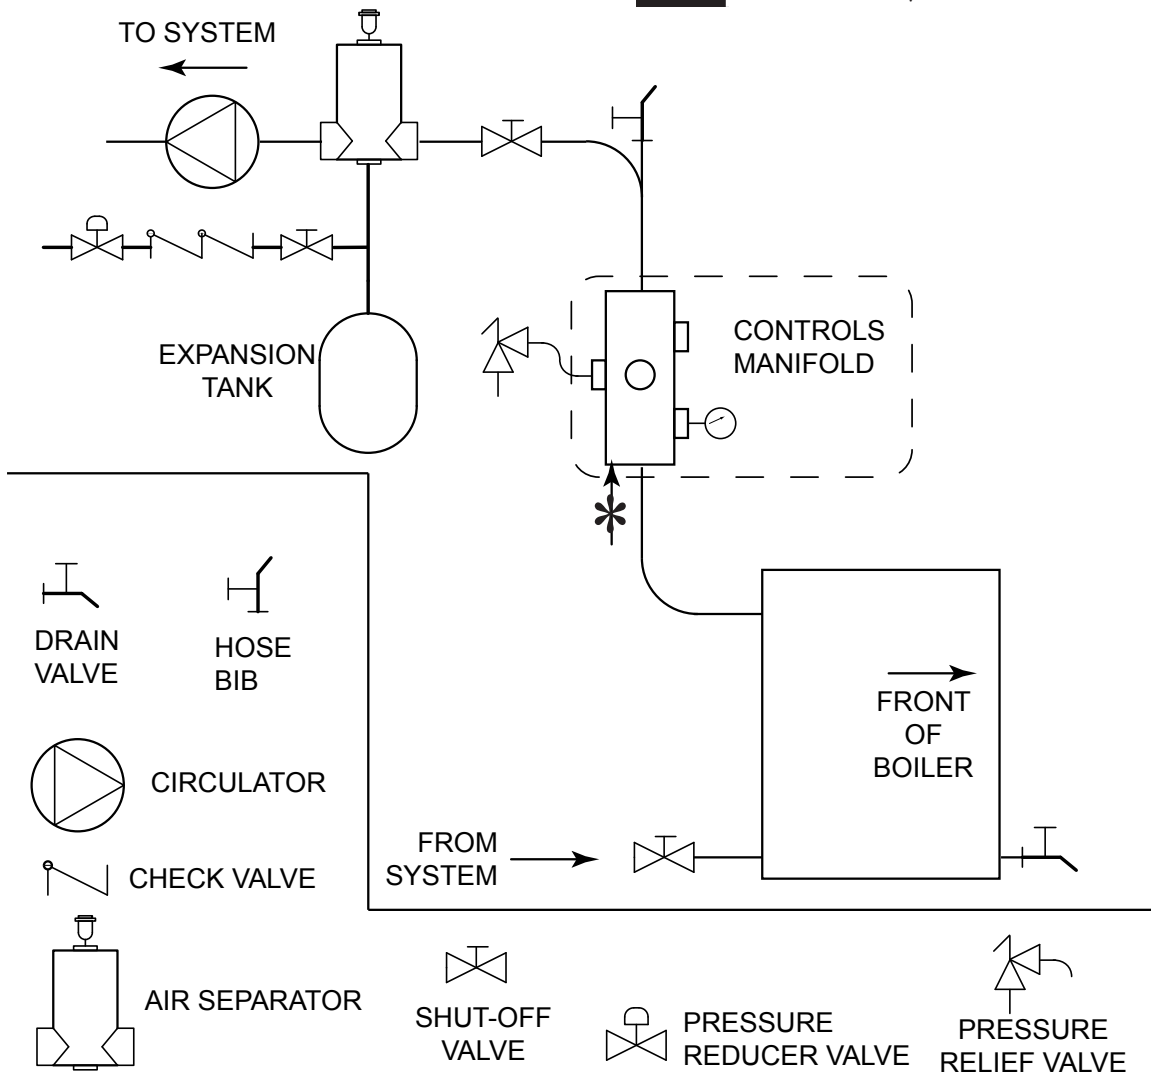 TO SYSTEM
CONTROLS
MANIFOLD
EXPANSION
TANK
*
FRONT
OF
BOILER
FROM
SYSTEM
DRAIN
VALVE
HOSE
BIB
CIRCULATOR
CHECK VALVE
AIR SEPARATOR
SHUT-OFF
VALVE
PRESSURE
REDUCER VALVE
PRESSURE
RELIEF VALVE